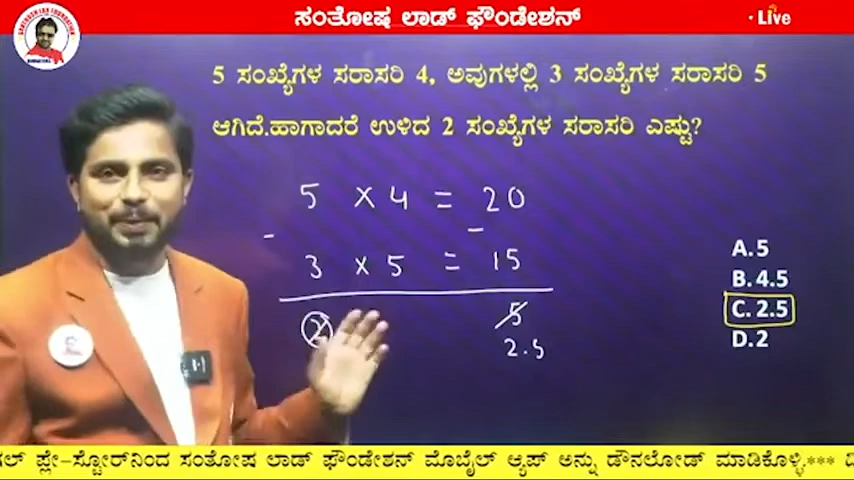 ಸಂತೋಷ ಲಾಡ್ ಫೌಂಡೇಶನ್
Live
5 ಸಂಖ್ಯೆಗಳ ಸರಾಸರಿ 4, ಅವುಗಳಲ್ಲಿ 3 ಸಂಖ್ಯೆಗಳ ಸರಾಸರಿ 5
ಆಗಿದೆ.ಹಾಗಾದರೆ ಉಳಿದ 2 ಸಂಖ್ಯೆಗಳ ಸರಾಸರಿ ಎಷ್ಟು?
5 × 4 = 20
- -
3 × 5 = 15
2 5
2.5
A.5
B.4.5
C.2.5
D.2
ಗಲ್ ಪ್ಲೇ-ಸ್ಟೋರ್‌ನಿಂದ ಸಂತೋಷ ಲಾಡ್ ಫೌಂಡೇಶನ್ ಮೊಬೈಲ್ ಆ್ಯಪ್ ಅನ್ನು ಡೌನಲೋಡ್ ಮಾಡಿಕೊಳ್ಳಿ.***